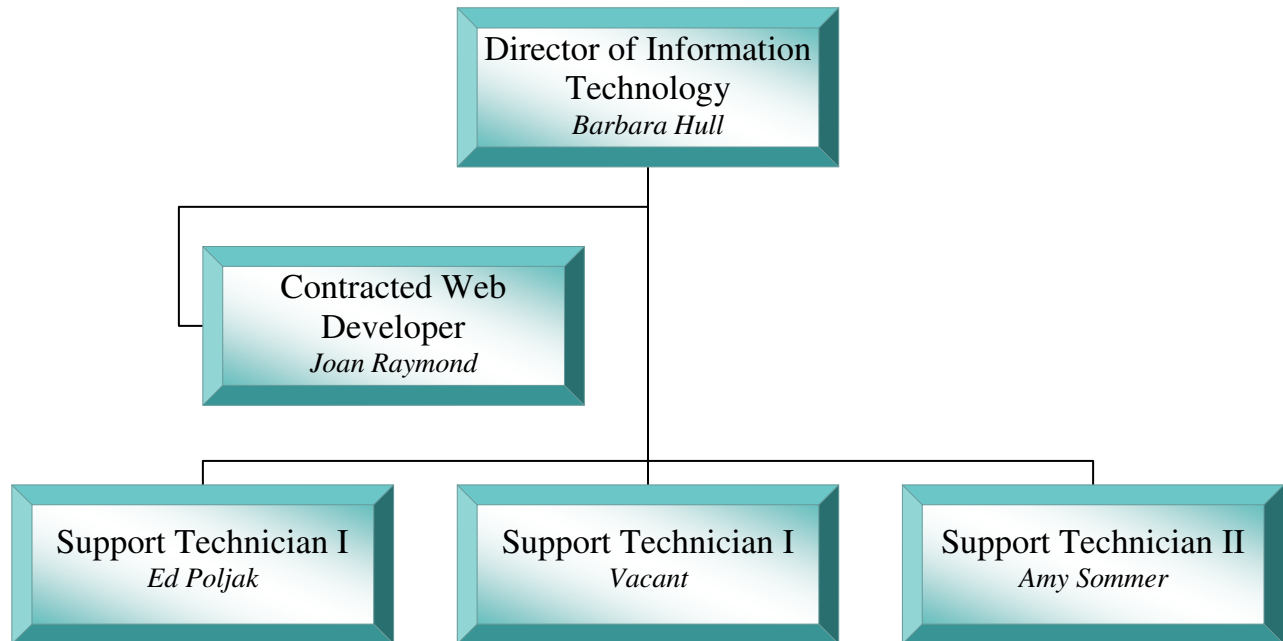 Director of Information
Technology
Barbara Hull
Contracted Web
Developer
Joan Raymond
Support Technician I
Ed Poljak
Support Technician I
Vacant
Support Technician II
Amy Sommer